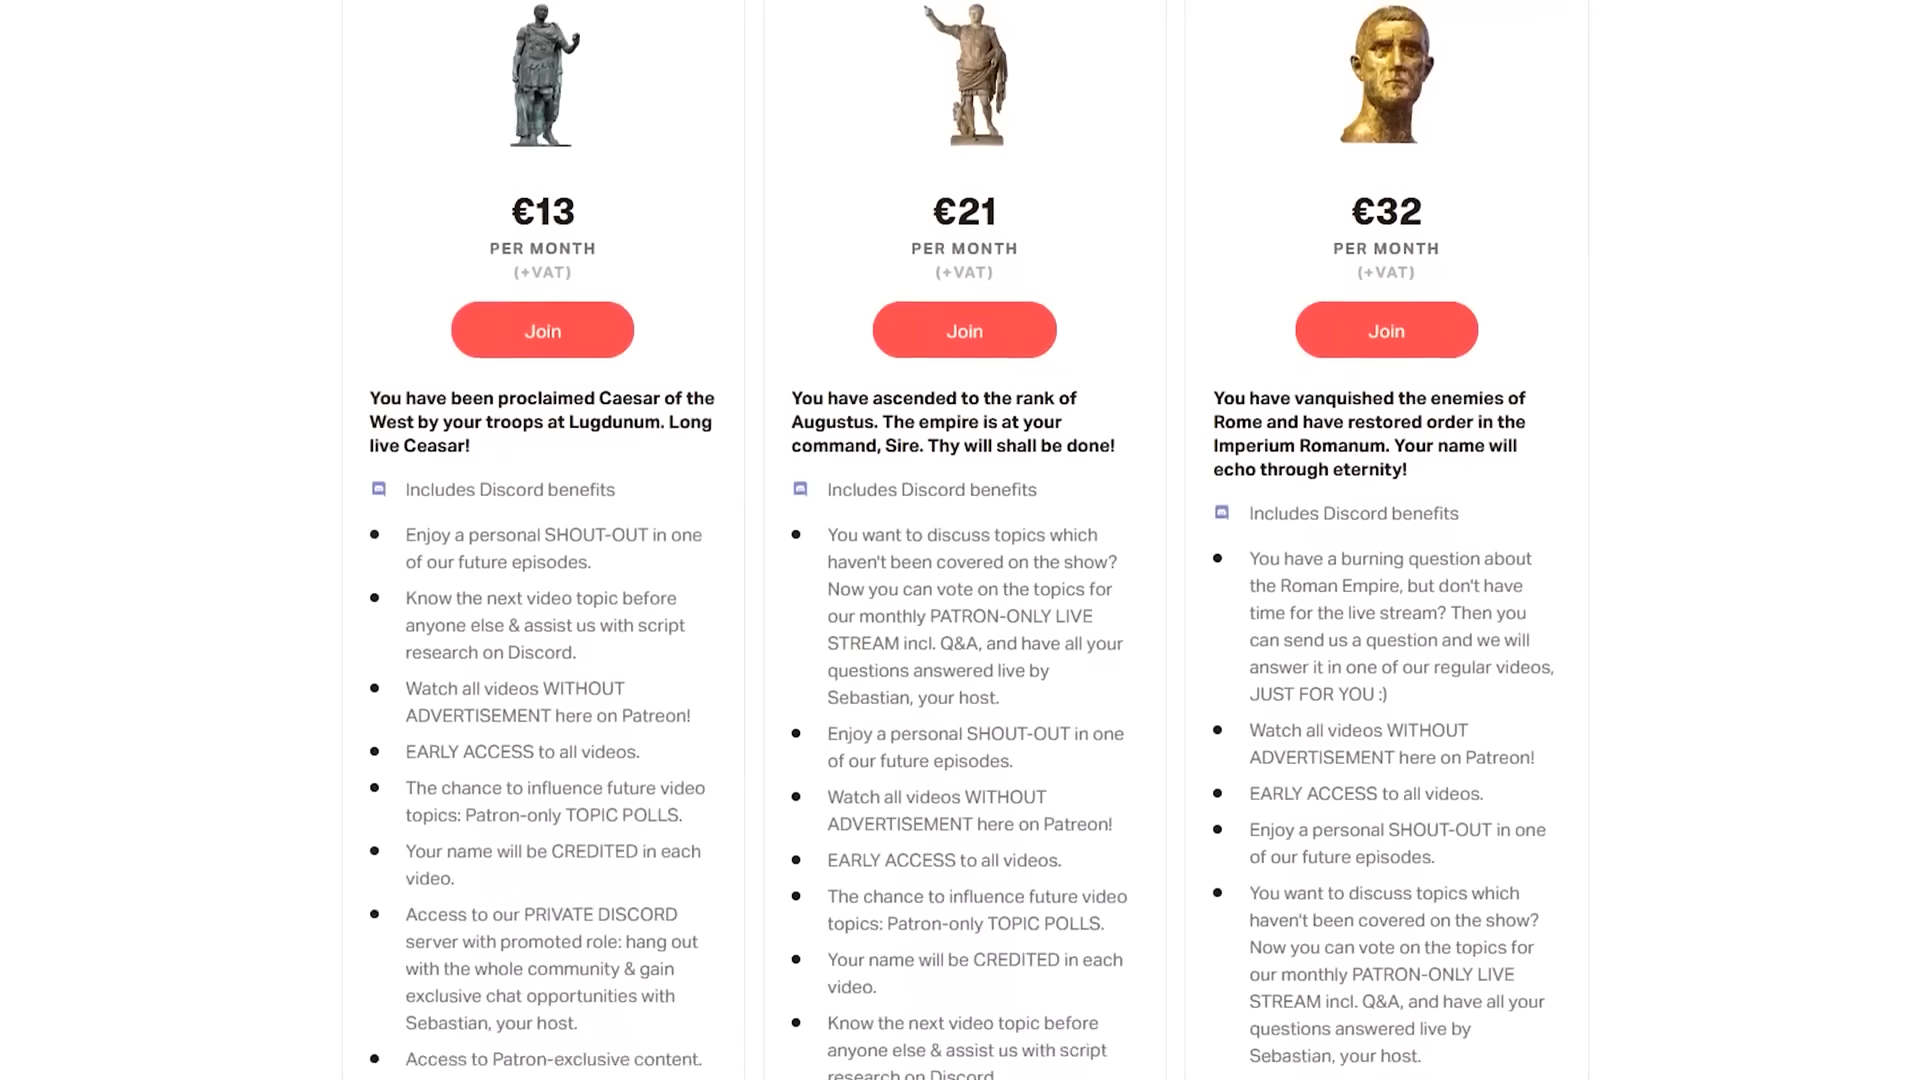 €13
PER MONTH
(+VAT)
Join
You have been proclaimed Caesar of the
West by your troops at Lugdunum. Long
live Ceasar!
Includes Discord benefits
Enjoy a personal SHOUT-OUT in one
of our future episodes.
Know the next video topic before
anyone else & assist us with script
research on Discord.
Watch all videos WITHOUT
ADVERTISEMENT here on Patreon!
EARLY ACCESS to all videos.
The chance to influence future video
topics: Patron-only TOPIC POLLS.
Your name will be CREDITED in each
video.
Access to our PRIVATE DISCORD
server with promoted role: hang out
with the whole community & gain
exclusive chat opportunities with
Sebastian, your host.
Access to Patron-exclusive content.
€21
PER MONTH
(+VAT)
Join
You have ascended to the rank of
Augustus. The empire is at your
command, Sire. Thy will shall be done!
Includes Discord benefits
You want to discuss topics which
haven't been covered on the show?
Now you can vote on the topics for
our monthly PATRON-ONLY LIVE
STREAM incl. Q&A, and have all your
questions answered live by
Sebastian, your host.
Enjoy a personal SHOUT-OUT in one
of our future episodes.
Watch all videos WITHOUT
ADVERTISEMENT here on Patreon!
EARLY ACCESS to all videos.
The chance to influence future video
topics: Patron-only TOPIC POLLS.
Your name will be CREDITED in each
video.
Know the next video topic before
anyone else & assist us with script
research on Discord
€32
PER MONTH
(+VAT)
Join
You have vanquished the enemies of
Rome and have restored order in the
Imperium Romanum. Your name will
echo through eternity!
Includes Discord benefits
You have a burning question about
the Roman Empire, but don't have
time for the live stream? Then you
can send us a question and we will
answer it in one of our regular videos,
JUST FOR YOU :)
Watch all videos WITHOUT
ADVERTISEMENT here on Patreon!
EARLY ACCESS to all videos.
Enjoy a personal SHOUT-OUT in one
of our future episodes.
You want to discuss topics which
haven't been covered on the show?
Now you can vote on the topics for
our monthly PATRON-ONLY LIVE
STREAM incl. Q&A, and have all your
questions answered live by
Sebastian, your host.